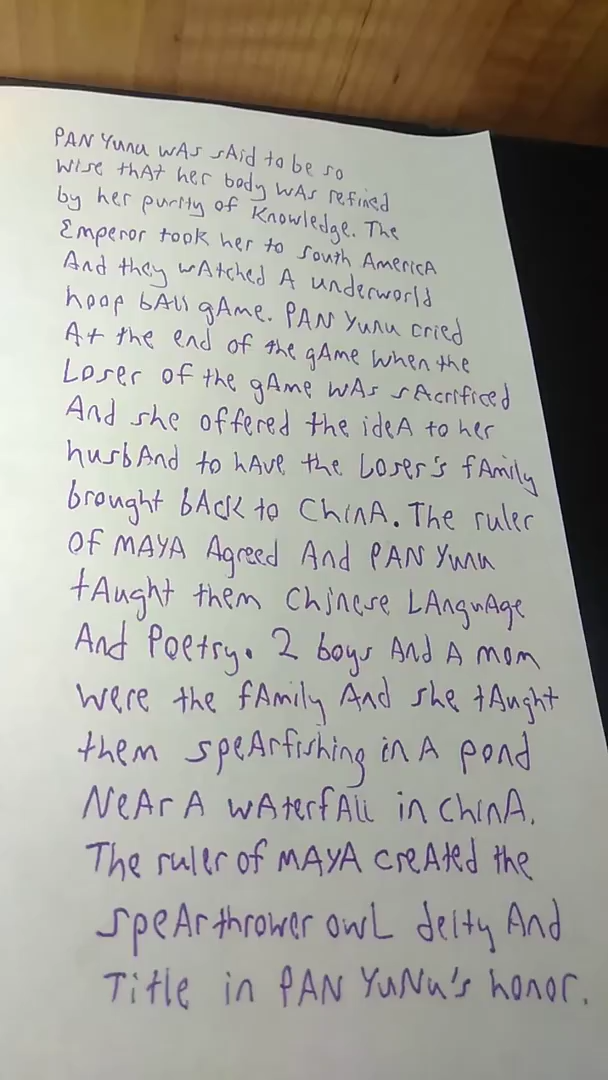 PAN YUNU WAS SAID to be so
wise thAT her body WAS refined
by her purity of Knowledge. The
Emperor took her to South AmericA
And they wAtched A underworld
hoop bAll gAme. PAN YUNU cried
At the end of the gAme when the
Loser of the gAme wAs sAcrificed
And she offered the ideA to her
husbAnd to hAve the Loser's fAmily
brought bAck to ChinA. The ruler
of MAYA Agreed And PAN YUNU
tAught them Chinese LAnguAge
And Poetry. 2 boys And A mom
were the fAmily And she tAught
them speArfishing in A pond
NeAr A wAterfAll in ChinA.
The ruler of MAYA creAted the
SpeArthrower owL deity And
Title in PAN YUNU's honor.